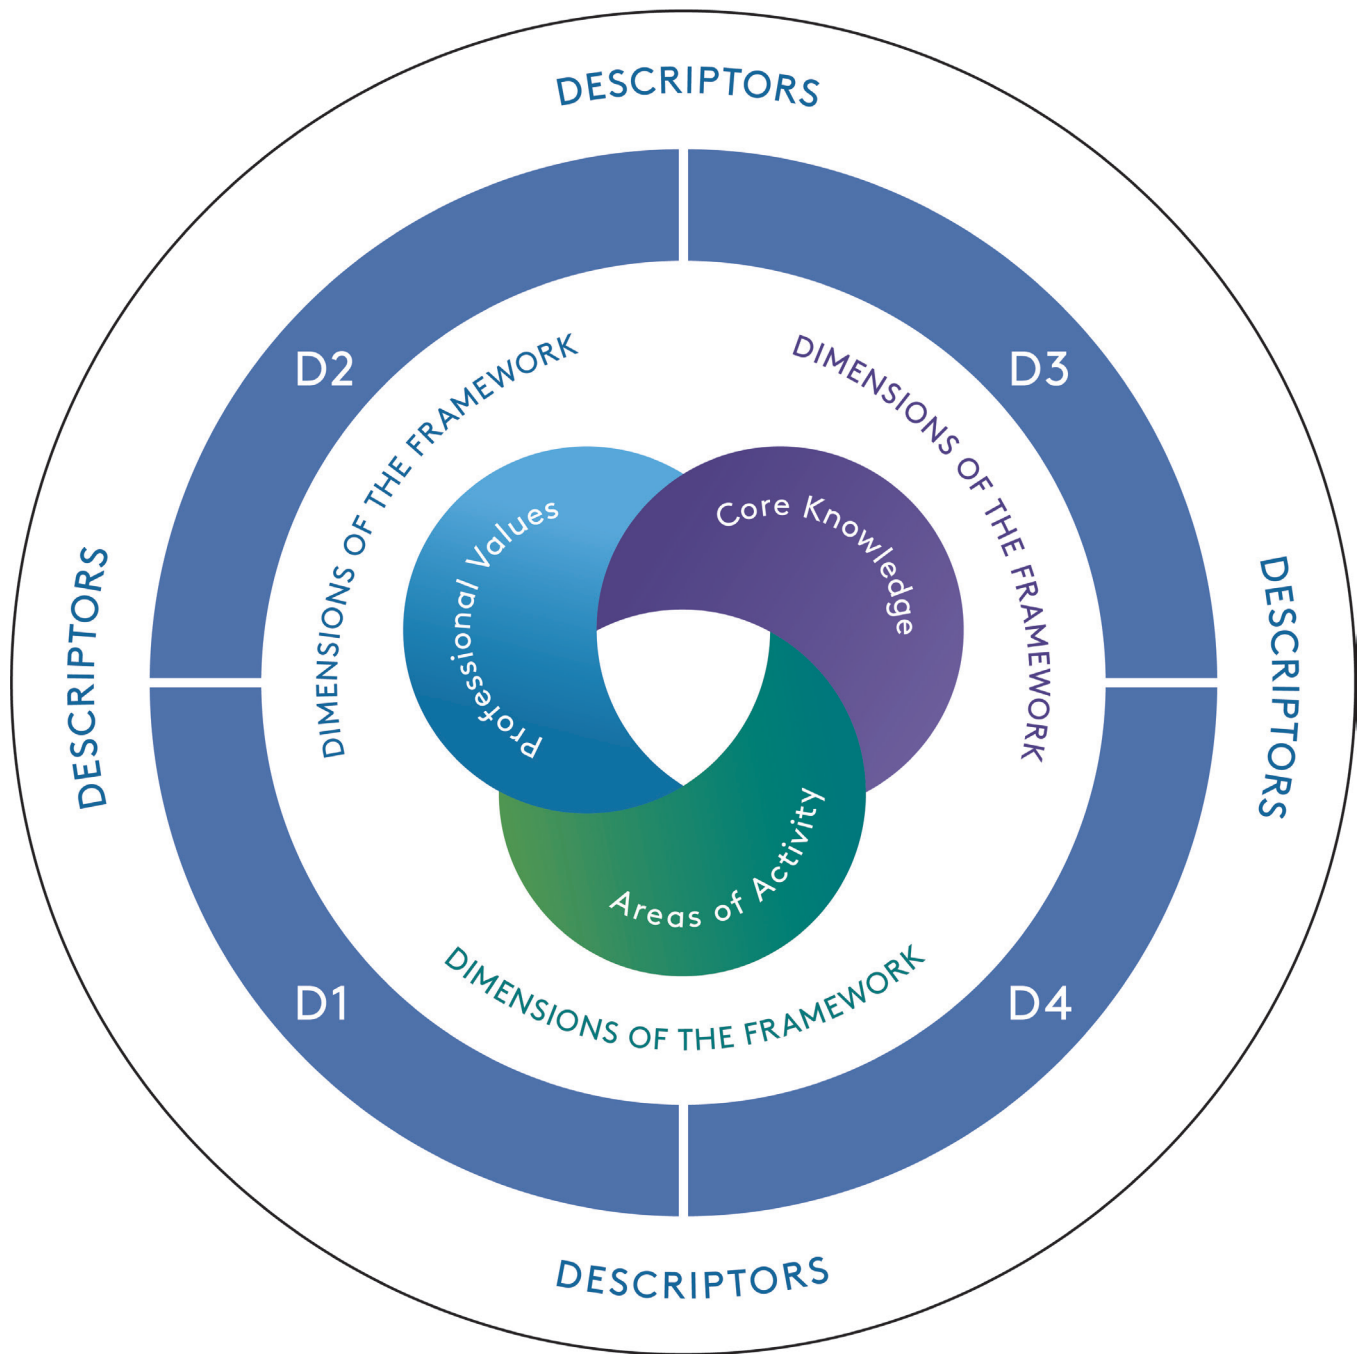 DESCRIPTORS
D2
D3
DIMENSIONS OF THE FRAMEWORK
DIMENSIONS OF THE FRAMEWORK
Professional Values
Core Knowledge
DESCRIPTORS
DESCRIPTORS
Areas of Activity
DIMENSIONS OF THE FRAMEWORK
D1
D4
DESCRIPTORS